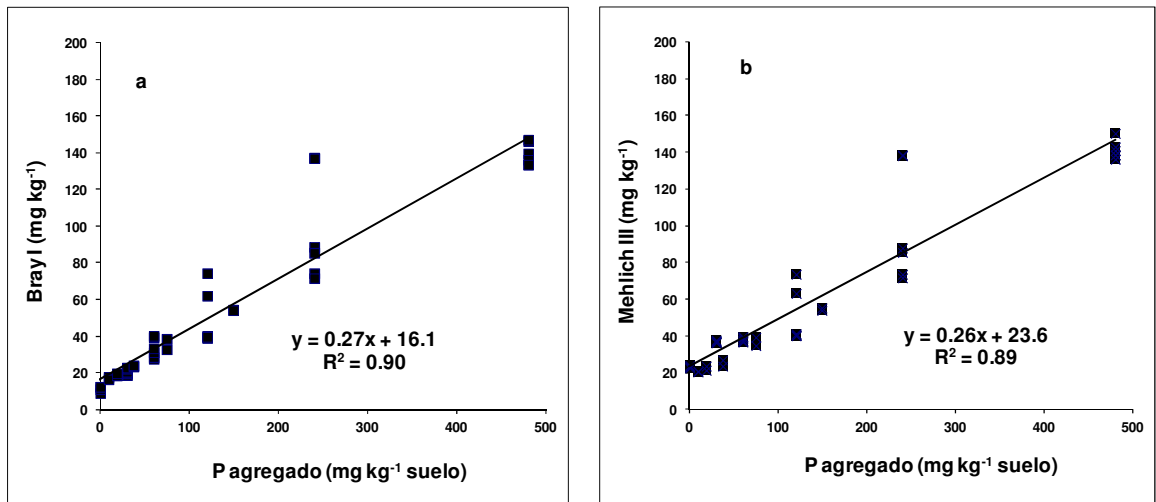 a
200
180
160
140
120
100
80
60
40
20
0
Bray I (mg kg⁻¹)
y = 0.27x + 16.1
R² = 0.90
0 100 200 300 400 500
P agregado (mg kg⁻¹ suelo)
b
200
180
160
140
120
100
80
60
40
20
0
Mehlich III (mg kg⁻¹)
y = 0.26x + 23.6
R² = 0.89
0 100 200 300 400 500
P agregado (mg kg⁻¹ suelo)